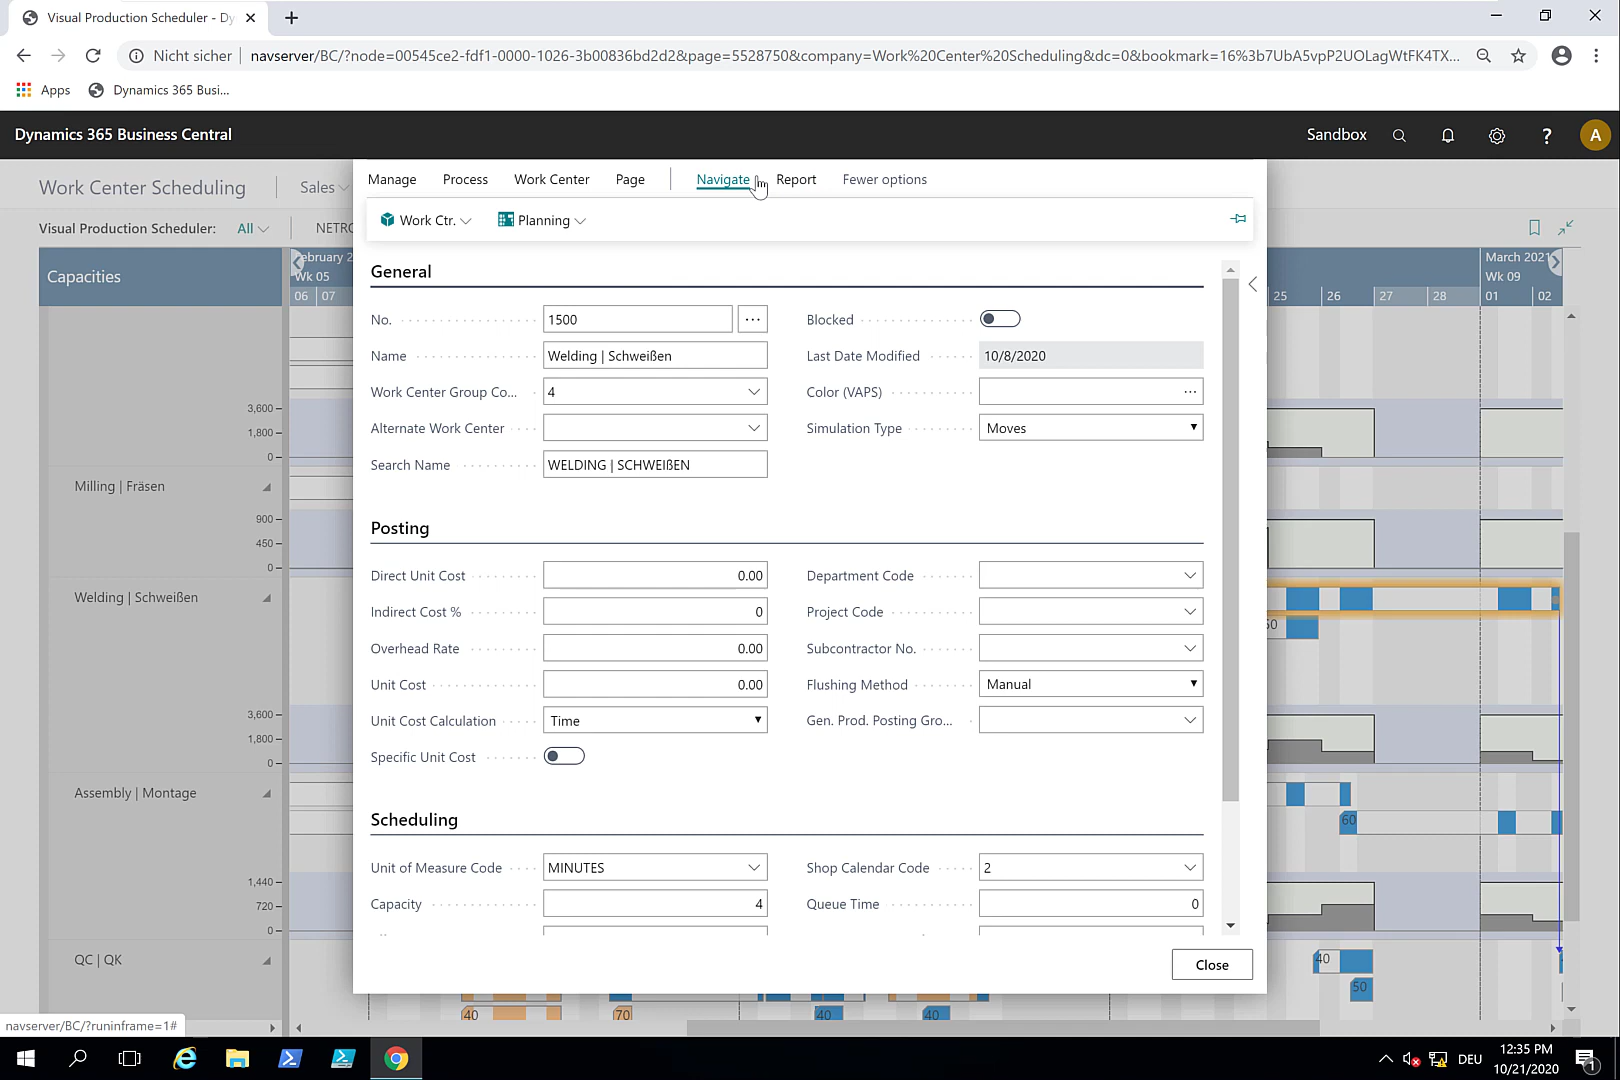 Visual Production Scheduler - Dy
Nicht sicher
navserver/BC/?node=00545ce2-fdf1-0000-1026-3b00836bd2d2&page=5528750&company=Work%20Center%20Scheduling&dc=0&bookmark=16%3b7UbA5vpP2UOLagWtFK4TX...
Apps
Dynamics 365 Busi...
Dynamics 365 Business Central
Sandbox
?
A
Work Center Scheduling
Sales
Manage
Process
Work Center
Page
Navigate
Report
Fewer options
Visual Production Scheduler:
All
NETRO
Work Ctr.
Planning
Capacities
ebruary 2
Wk 05
06
07
25
26
27
28
March 2021
Wk 09
01
02
General
No.
1500
...
Blocked
Name
Welding | Schweißen
Last Date Modified
10/8/2020
Work Center Group Co...
4
Color (VAPS)
...
Alternate Work Center
Simulation Type
Moves
Search Name
WELDING | SCHWEIßEN
3,600
1,800
0
Milling | Fräsen
900
450
0
Posting
Direct Unit Cost
0.00
Department Code
Indirect Cost %
0
Project Code
Overhead Rate
0.00
Subcontractor No.
Unit Cost
0.00
Flushing Method
Manual
Unit Cost Calculation
Time
Gen. Prod. Posting Gro...
Specific Unit Cost
Welding | Schweißen
3,600
1,800
0
Assembly | Montage
60
Scheduling
Unit of Measure Code
MINUTES
Shop Calendar Code
2
Capacity
4
Queue Time
0
1,440
720
0
QC | QK
40
50
Close
40
70
40
40
navserver/BC/?runinframe=1#
DEU
12:35 PM
10/21/2020
1